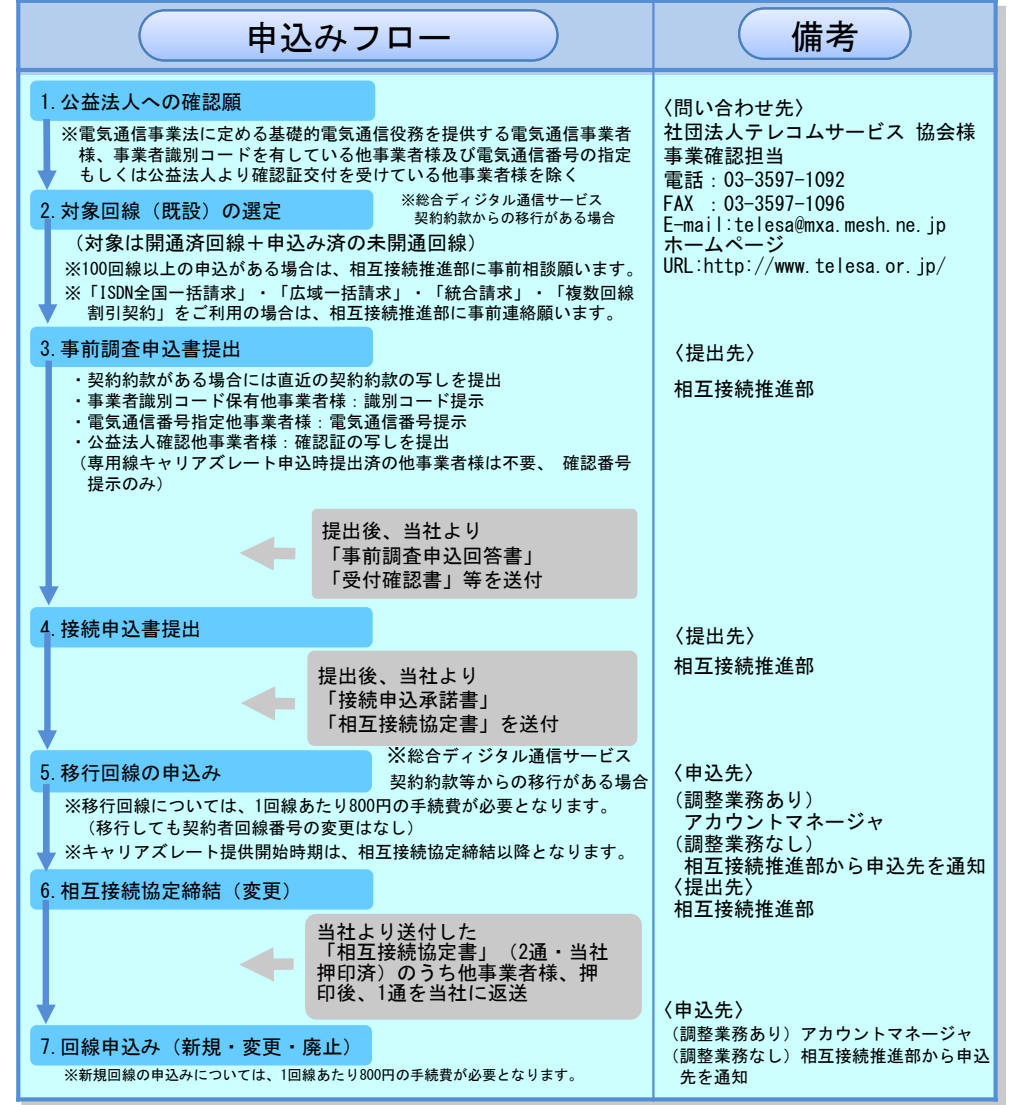 申込みフロー
備考
1.公益法人への確認願
※電気通信事業法に定める基礎的電気通信役務を提供する電気通信事業者
様、事業者識別コードを有している他事業者様及び電気通信番号の指定
もしくは公益法人より確認証交付を受けている他事業者様を除く
〈問い合わせ先〉
社団法人テレコムサービス 協会様
事業確認担当
電話：03-3597-1092
FAX ：03-3597-1096
E-mail:telesa@mxa.mesh.ne.jp
ホームページ
URL:http://www.telesa.or.jp/
2.対象回線（既設）の選定
※総合ディジタル通信サービス
契約約款からの移行がある場合
（対象は開通済回線＋申込み済の未開通回線）
※100回線以上の申込がある場合は、相互接続推進部に事前相談願います。
※「ISDN全国一括請求」・「広域一括請求」・「統合請求」・「複数回線
割引契約」をご利用の場合は、相互接続推進部に事前連絡願います。
3.事前調査申込書提出
・契約約款がある場合には直近の契約約款の写しを提出
・事業者識別コード保有他事業者様：識別コード提示
・電気通信番号指定他事業者様：電気通信番号提示
・公益法人確認他事業者様：確認証の写しを提出
（専用線キャリアズレート申込時提出済の他事業者様は不要、 確認番号
提示のみ）
〈提出先〉
相互接続推進部
提出後、当社より
「事前調査申込回答書」
「受付確認書」等を送付
4.接続申込書提出
〈提出先〉
相互接続推進部
提出後、当社より
「接続申込承諾書」
「相互接続協定書」を送付
5.移行回線の申込み
※総合ディジタル通信サービス
契約約款等からの移行がある場合
※移行回線については、1回線あたり800円の手続費が必要となります。
（移行しても契約者回線番号の変更はなし）
※キャリアズレート提供開始時期は、相互接続協定締結以降となります。
〈申込先〉
（調整業務あり）
アカウントマネージャ
（調整業務なし）
相互接続推進部から申込先を通知
6.相互接続協定締結（変更）
〈提出先〉
相互接続推進部
当社より送付した
「相互接続協定書」（2通・当社
押印済）のうち他事業者様、押
印後、1通を当社に返送
7.回線申込み（新規・変更・廃止）
※新規回線の申込みについては、1回線あたり800円の手続費が必要となります。
〈申込先〉
（調整業務あり）アカウントマネージャ
（調整業務なし）相互接続推進部から申込
先を通知